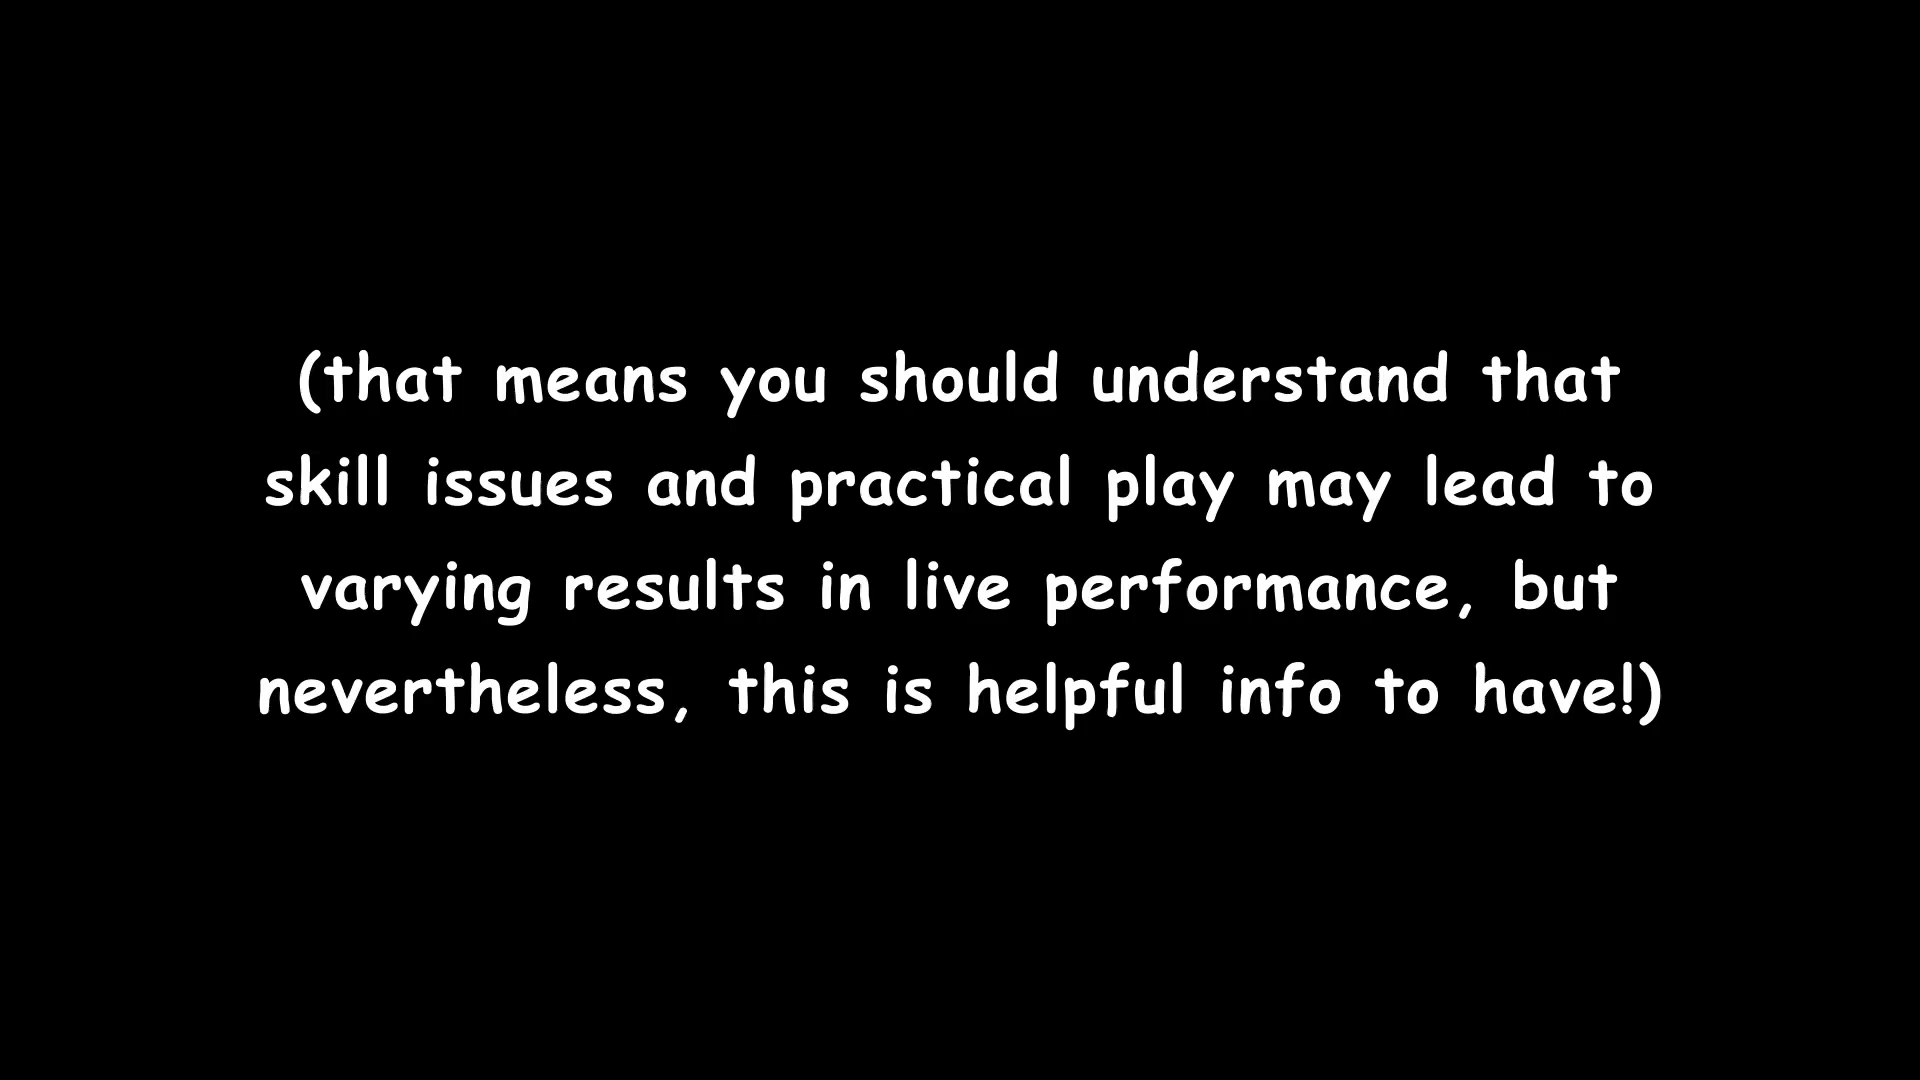 (that means you should understand that
skill issues and practical play may lead to
varying results in live performance, but
nevertheless, this is helpful info to have!)